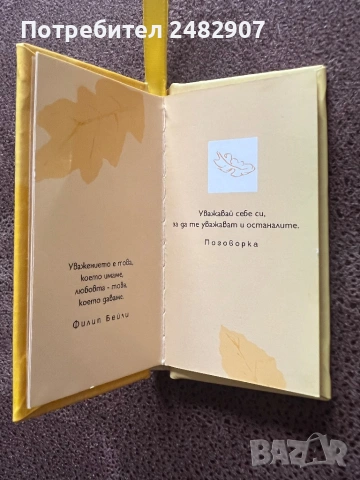 Потребител 2482907
Уважението е това,
което имаме,
любовта - това,
което даваме.
Филип Бейли
Уважавай себе си,
за да те уважават и останалите.
Поговорка
BAZAR